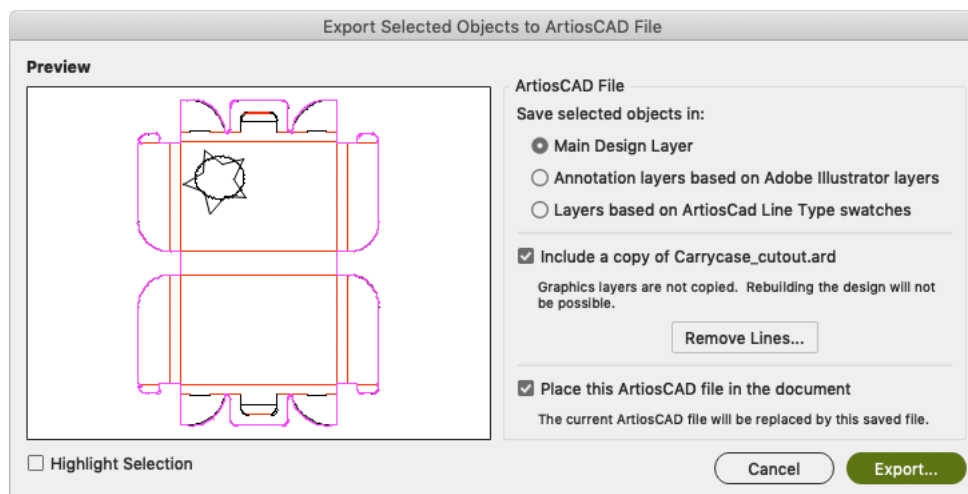 Export Selected Objects to ArtiosCAD File
Preview
ArtiosCAD File
Save selected objects in:
Main Design Layer
Annotation layers based on Adobe Illustrator layers
Layers based on ArtiosCad Line Type swatches
Include a copy of Carrycase_cutout.ard
Graphics layers are not copied. Rebuilding the design will not
be possible.
Remove Lines...
Place this ArtiosCAD file in the document
The current ArtiosCAD file will be replaced by this saved file.
Highlight Selection
Cancel
Export...